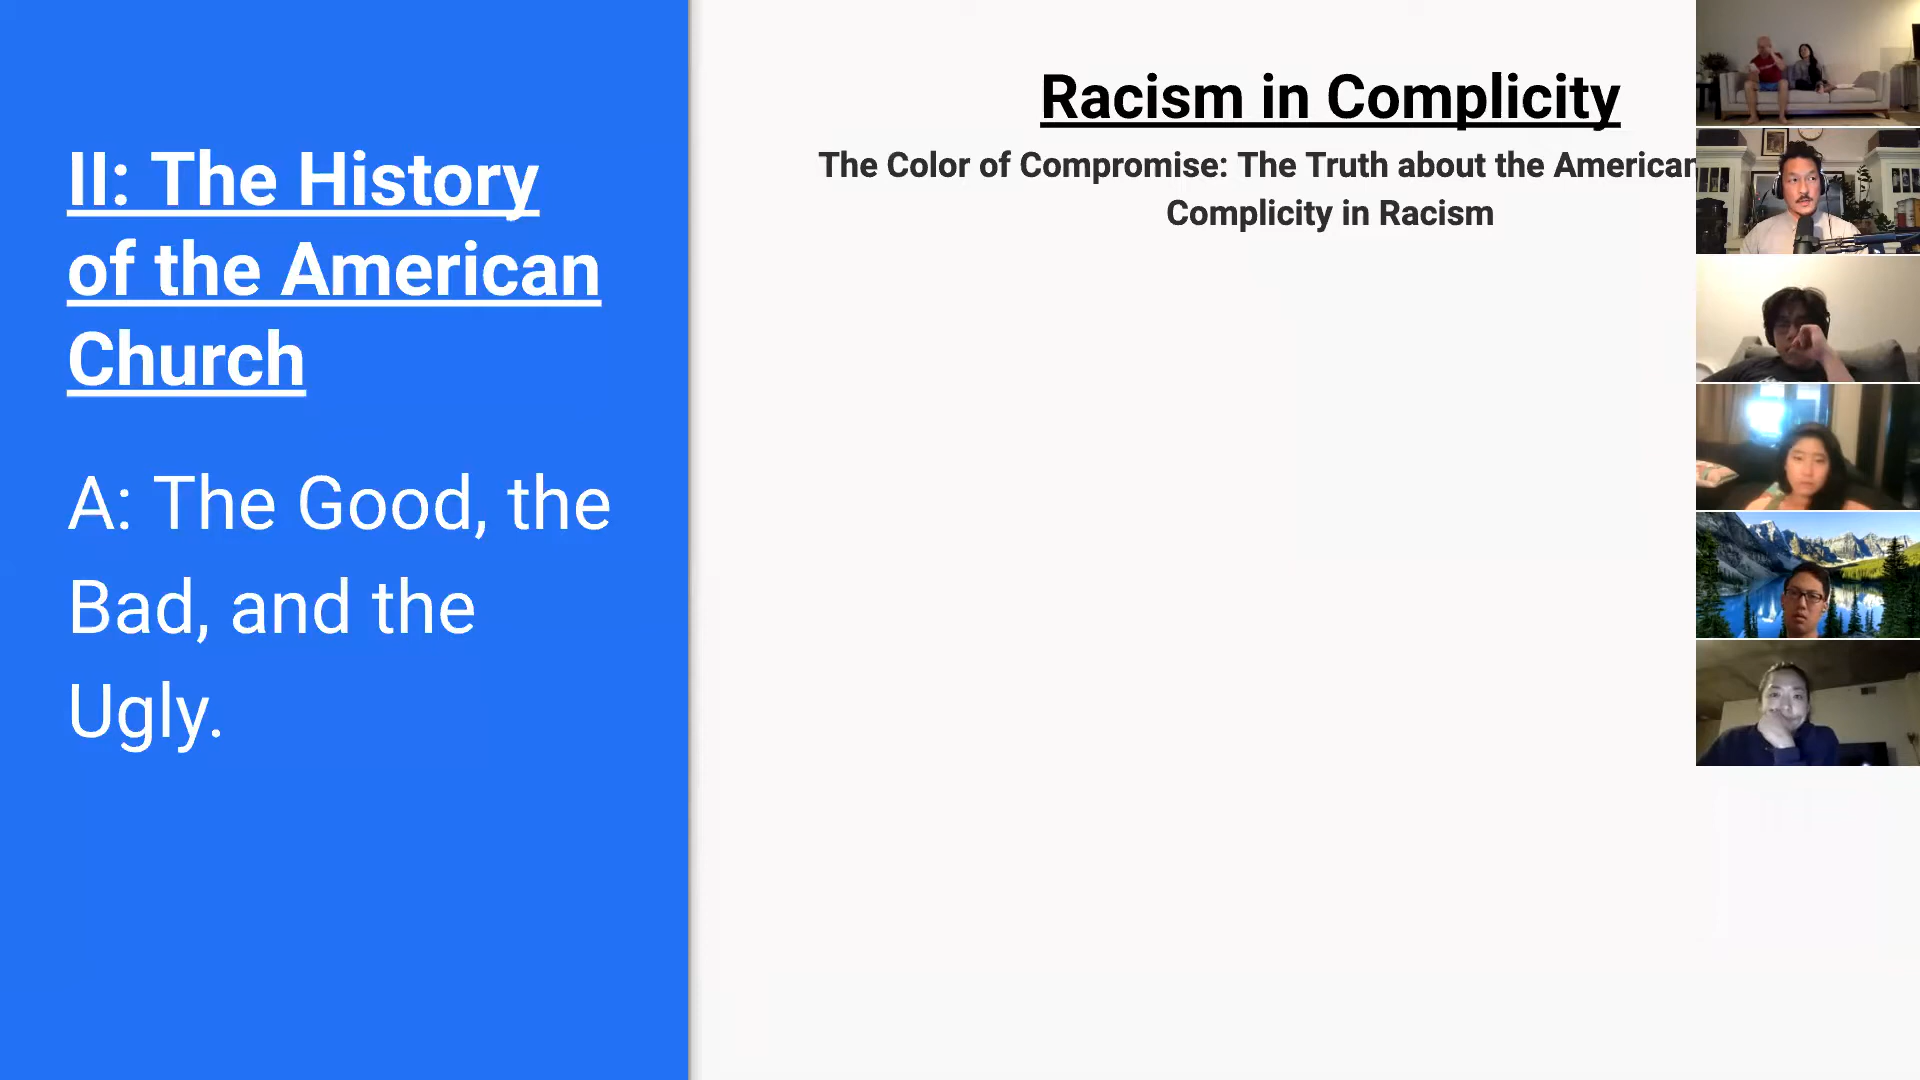 II: The History
of the American
Church
A: The Good, the
Bad, and the
Ugly.
Racism in Complicity
The Color of Compromise: The Truth about the American
Complicity in Racism